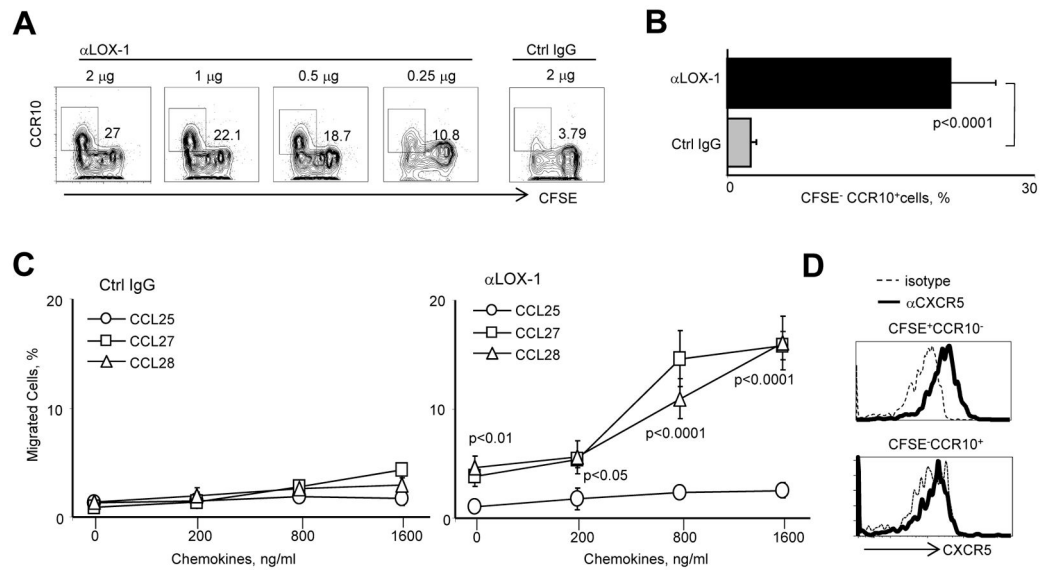 A
αLOX-1
Ctrl IgG
2 μg
1 μg
0.5 μg
0.25 μg
2 μg
CCR10
27
22.1
18.7
10.8
3.79
CFSE
B
αLOX-1
Ctrl IgG
p<0.0001
0
30
CFSE- CCR10+cells, %
C
Ctrl IgG
20
10
0
CCL25
CCL27
CCL28
Migrated Cells, %
0
200
800
1600
Chemokines, ng/ml
αLOX-1
20
10
0
CCL25
CCL27
CCL28
p<0.01
p<0.05
p<0.0001
p<0.0001
0
200
800
1600
Chemokines, ng/ml
D
isotype
αCXCR5
CFSE+CCR10-
CFSE-CCR10+
CXCR5